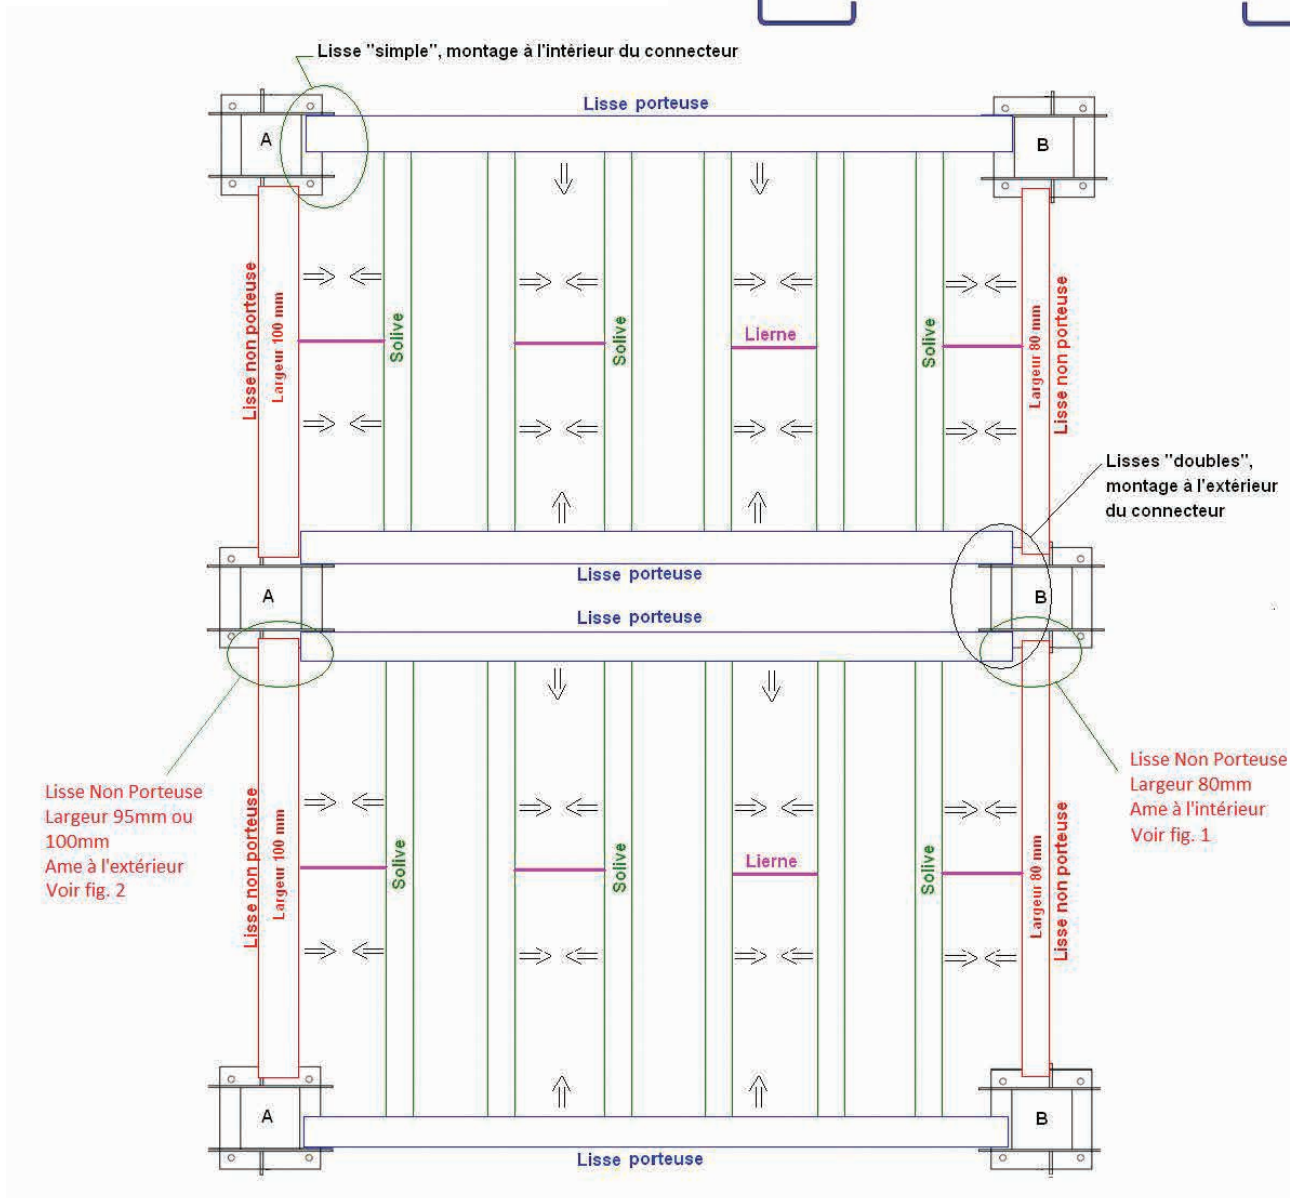 Lisse "simple", montage à l'intérieur du connecteur
Lisse porteuse
A
B
Lisse non porteuse
Largeur 100 mm
Solive
Solive
Lierne
Solive
Largeur 80 mm
Lisse non porteuse
Lisses "doubles",
montage à l'extérieur
du connecteur
Lisse porteuse
A
B
Lisse porteuse
Lisse Non Porteuse
Largeur 95mm ou
100mm
Ame à l'extérieur
Voir fig. 2
Lisse non porteuse
Largeur 100 mm
Solive
Solive
Lierne
Solive
Largeur 80 mm
Lisse non porteuse
Lisse Non Porteuse
Largeur 80mm
Ame à l'intérieur
Voir fig. 1
A
B
Lisse porteuse